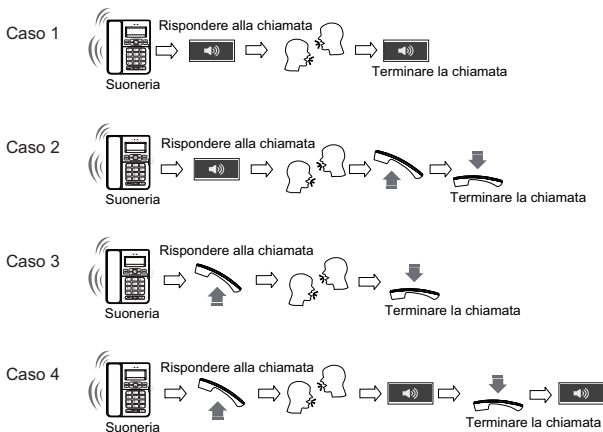 Caso 1
Rispondere alla chiamata
Suoneria
Terminare la chiamata
Caso 2
Rispondere alla chiamata
Suoneria
Terminare la chiamata
Caso 3
Rispondere alla chiamata
Suoneria
Terminare la chiamata
Caso 4
Rispondere alla chiamata
Suoneria
Terminare la chiamata